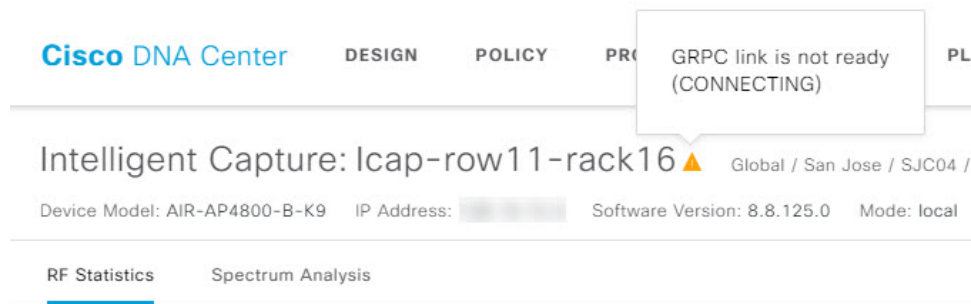 Cisco DNA Center DESIGN POLICY
GRPC link is not ready
(CONNECTING)
Intelligent Capture: Icap-row11-rack16 Global / San Jose / SJC04 /
Device Model: AIR-AP4800-B-K9 IP Address: Software Version: 8.8.125.0 Mode: local
RF Statistics Spectrum Analysis